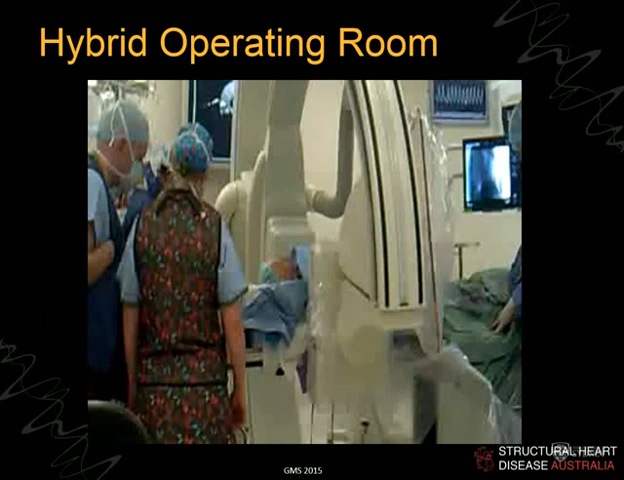 Hybrid Operating Room
GMS 2015
STRUCTURAL HEART
DISEASE AUSTRALIA